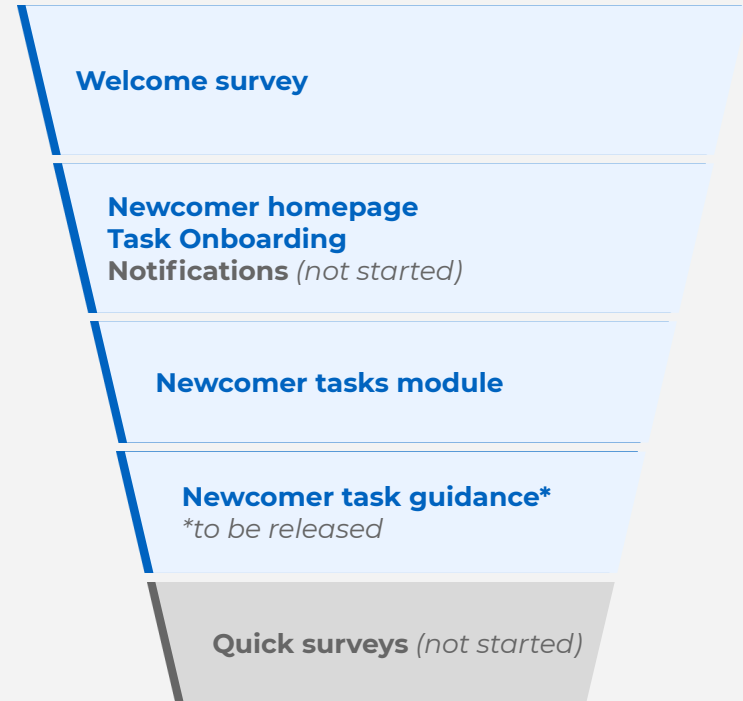 Welcome survey
Newcomer homepage
Task Onboarding
Notifications (not started)
Newcomer tasks module
Newcomer task guidance*
*to be released
Quick surveys (not started)